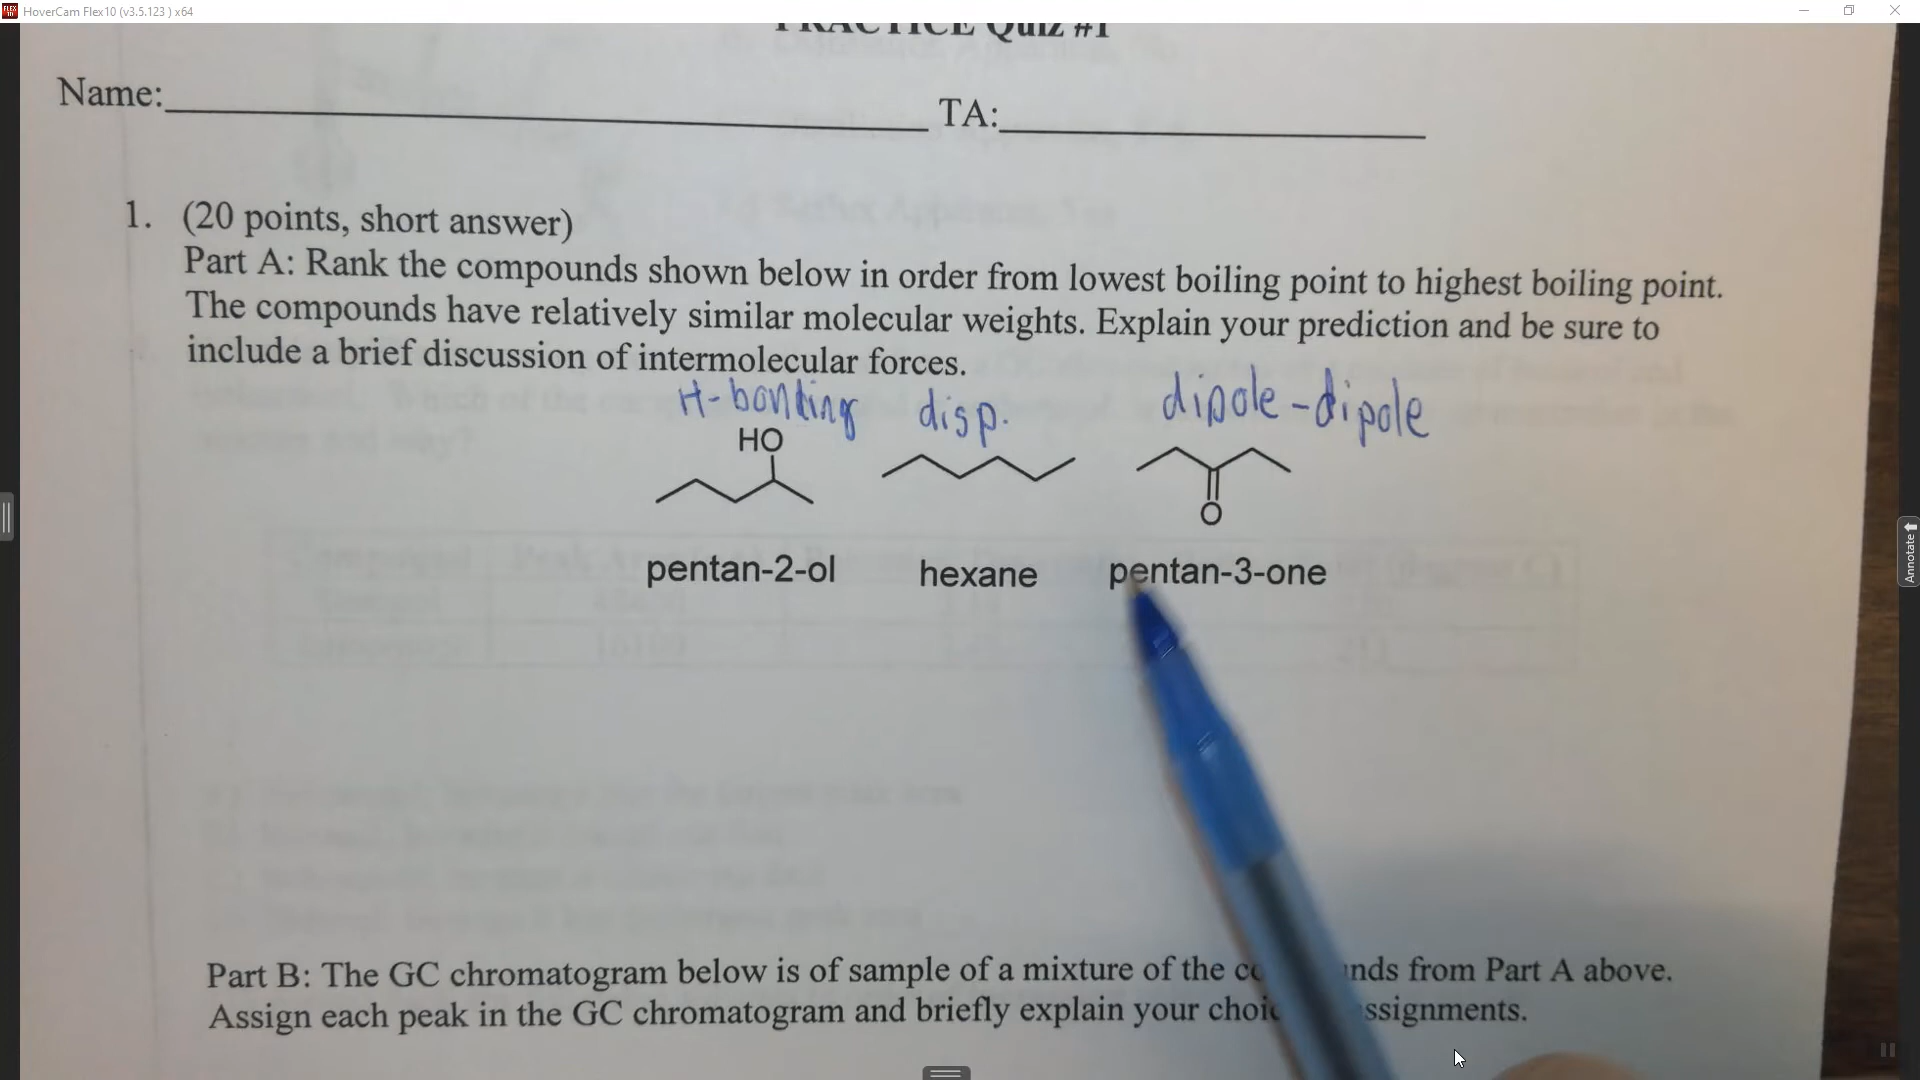 HoverCam Flex10 (v3.5.123 ) x64
PRACTICE Quiz #1
Name: TA:
1. (20 points, short answer)
Part A: Rank the compounds shown below in order from lowest boiling point to highest boiling point.
The compounds have relatively similar molecular weights. Explain your prediction and be sure to
include a brief discussion of intermolecular forces.
H-bonding disp. dipole-dipole
HO
O
pentan-2-ol hexane pentan-3-one
Part B: The GC chromatogram below is of sample of a mixture of the from Part A above.
Assign each peak in the GC chromatogram and briefly explain your
Annotate